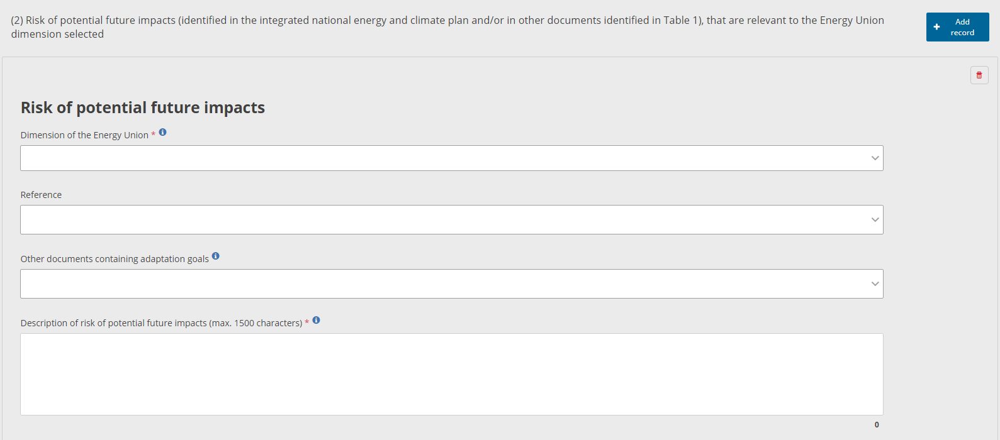 (2) Risk of potential future impacts (identified in the integrated national energy and climate plan and/or in other documents identified in Table 1), that are relevant to the Energy Union
dimension selected
+ Add
record
Risk of potential future impacts
Dimension of the Energy Union *
Reference
Other documents containing adaptation goals
Description of risk of potential future impacts (max. 1500 characters) *
0